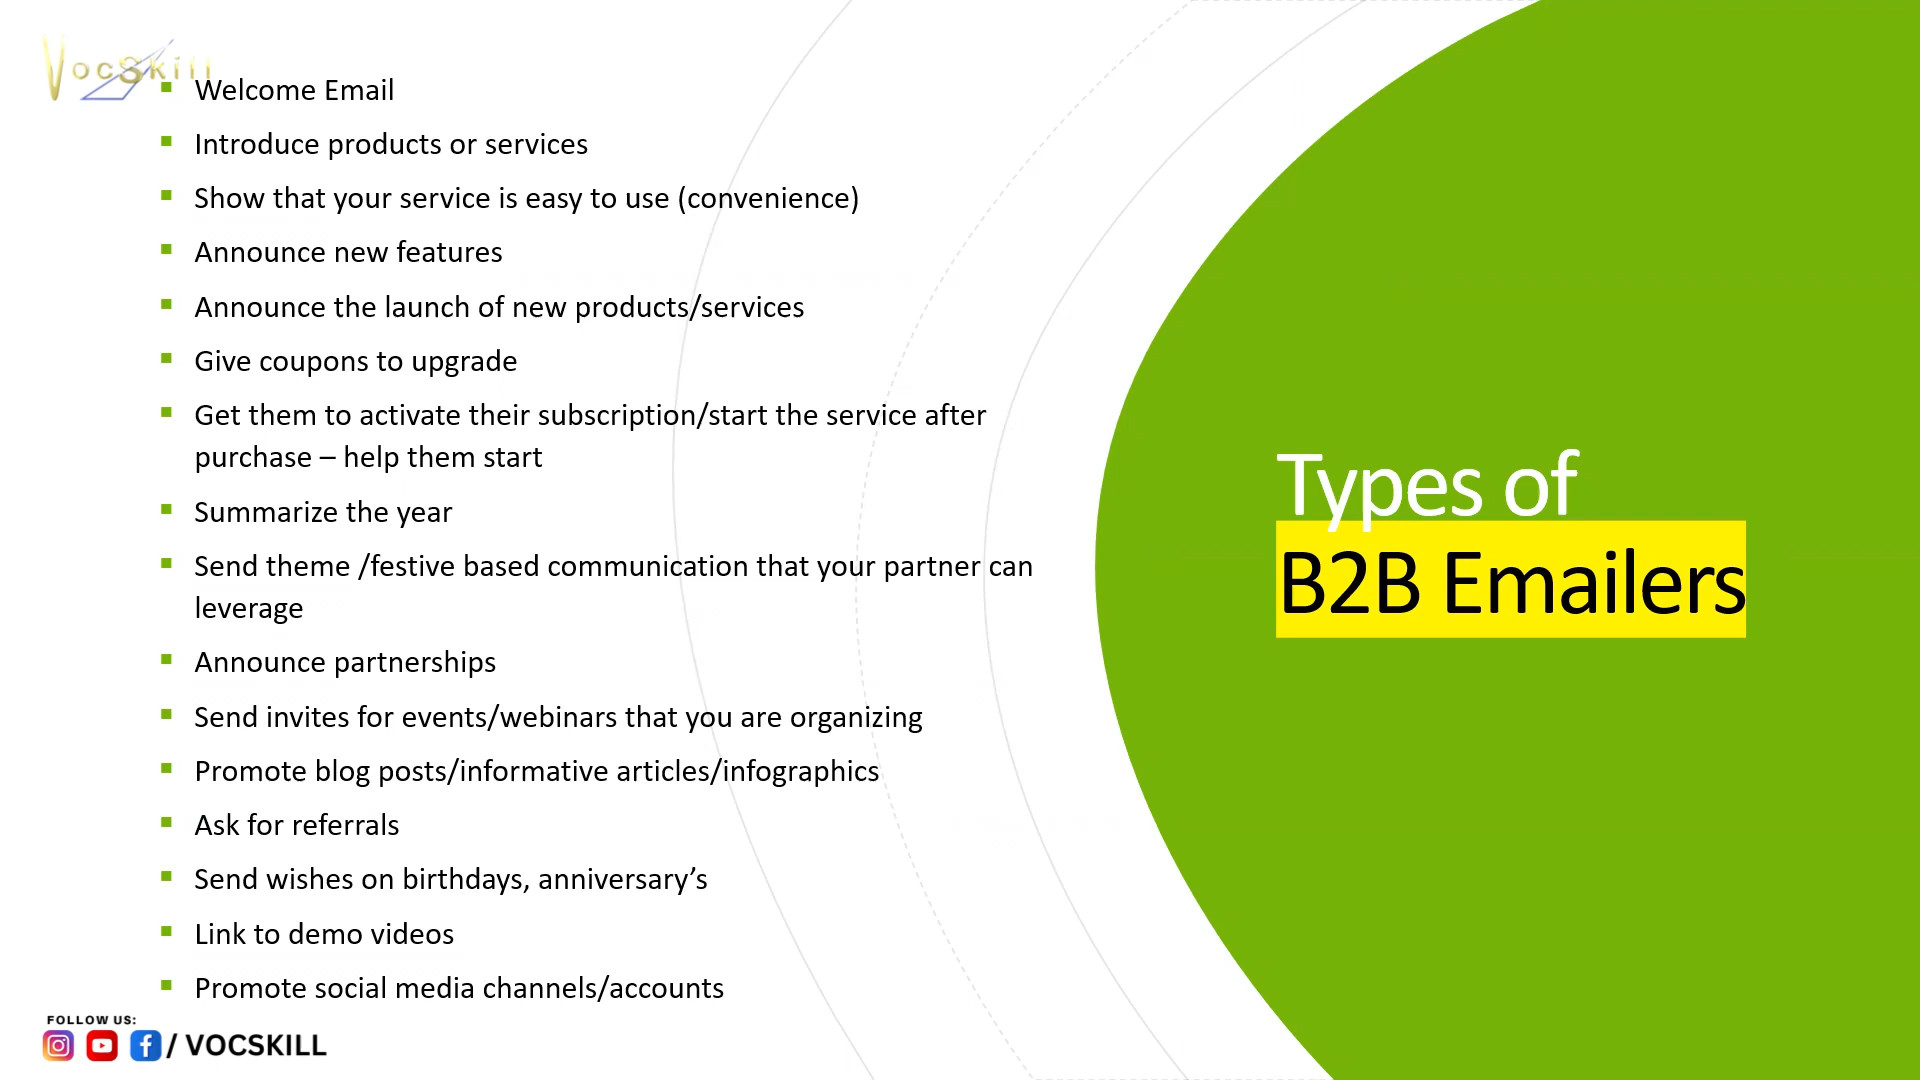 VocSkill
Welcome Email
Introduce products or services
Show that your service is easy to use (convenience)
Announce new features
Announce the launch of new products/services
Give coupons to upgrade
Get them to activate their subscription/start the service after
purchase – help them start
Summarize the year
Send theme /festive based communication that your partner can
leverage
Announce partnerships
Send invites for events/webinars that you are organizing
Promote blog posts/informative articles/infographics
Ask for referrals
Send wishes on birthdays, anniversary’s
Link to demo videos
Promote social media channels/accounts
Types of
B2B Emailers
FOLLOW US:
/ VOCSKILL